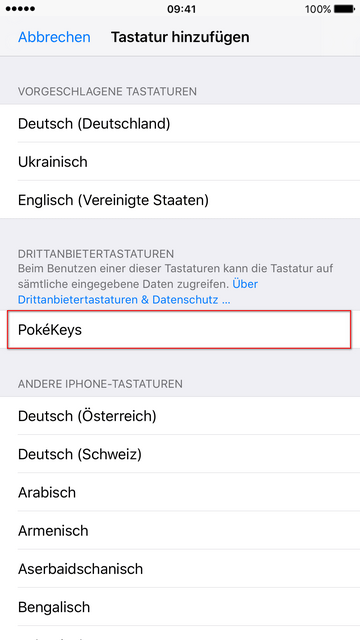 09:41
100%
Abbrechen Tastatur hinzufügen
VORGESCHLAGENE TASTATUREN
Deutsch (Deutschland)
Ukrainisch
Englisch (Vereinigte Staaten)
DRITTANBIETERTASTATUREN
Beim Benutzen einer dieser Tastaturen kann die Tastatur auf
sämtliche eingegebene Daten zugreifen. Über
Drittanbietertastaturen & Datenschutz ...
PokéKeys
ANDERE IPHONE-TASTATUREN
Deutsch (Österreich)
Deutsch (Schweiz)
Arabisch
Armenisch
Aserbaidschanisch
Bengalisch